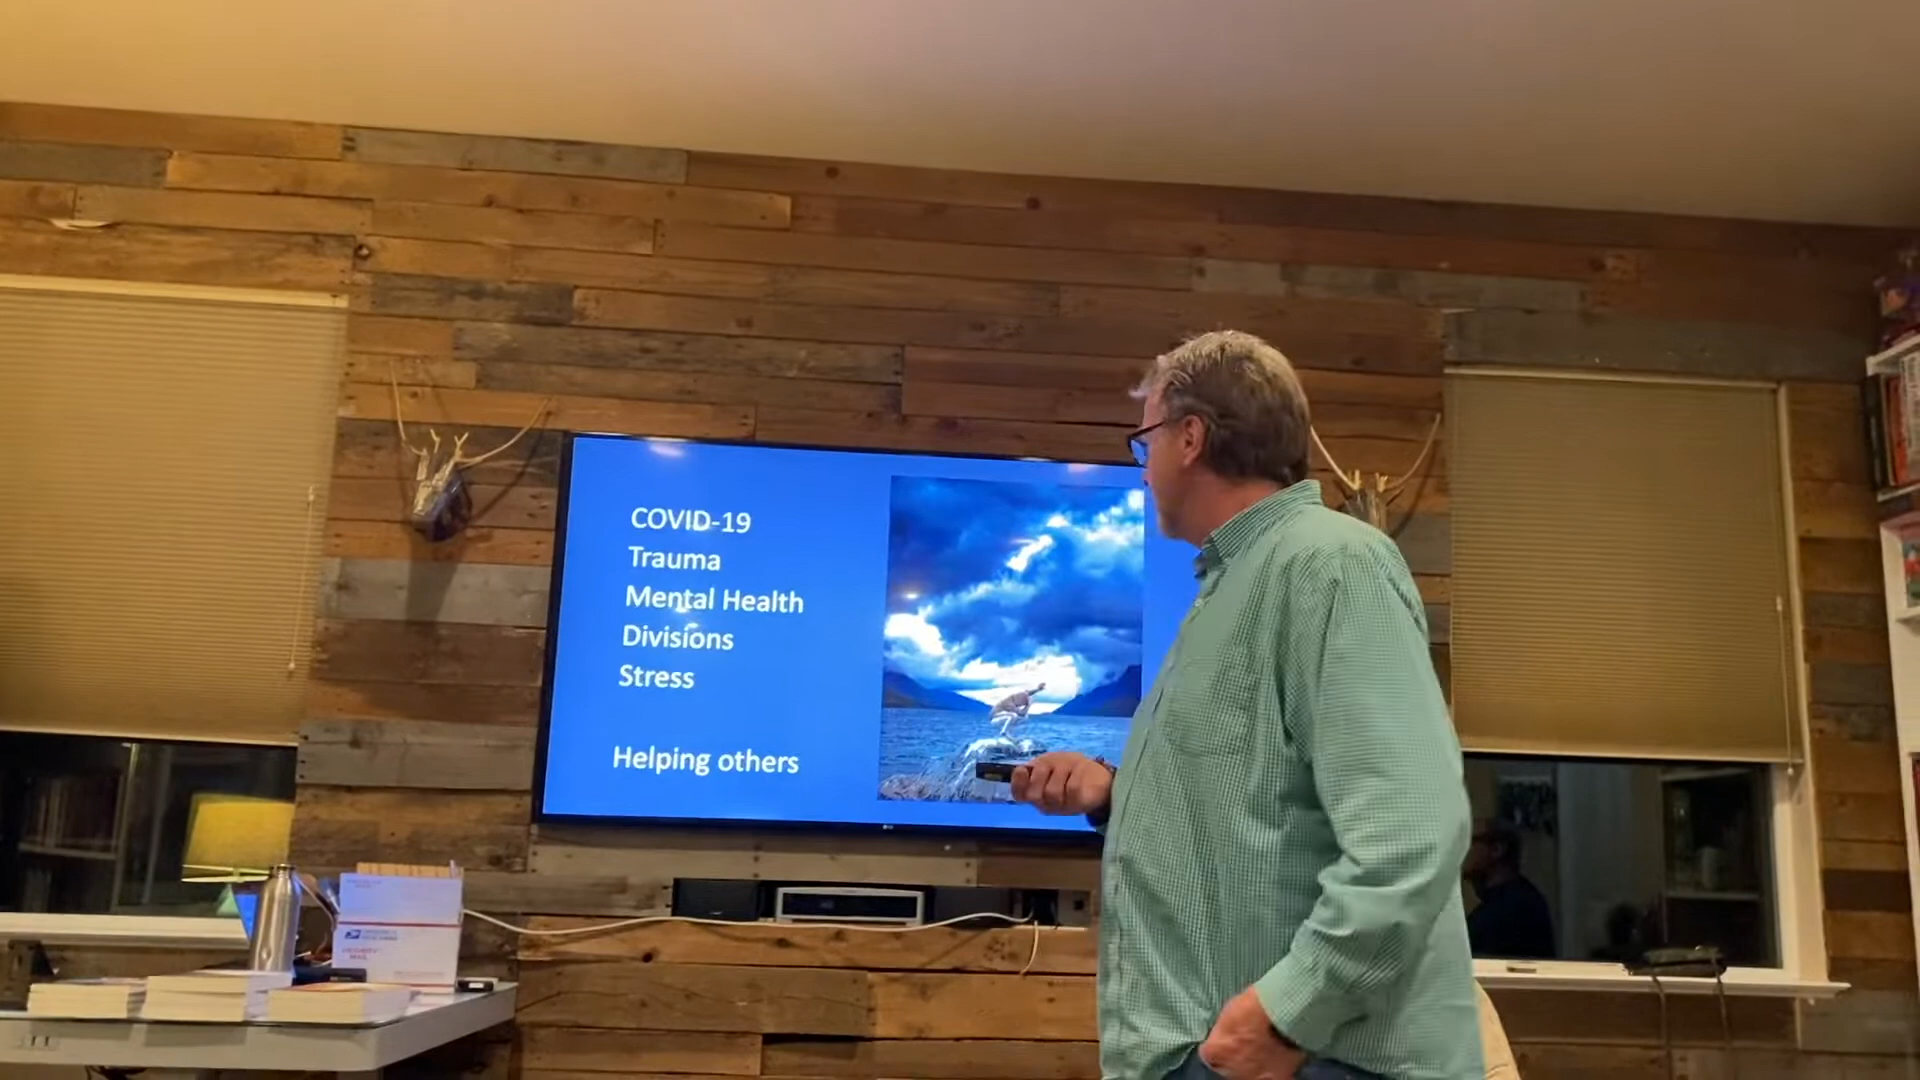 COVID-19
Trauma
Mental Health
Divisions
Stress
Helping others